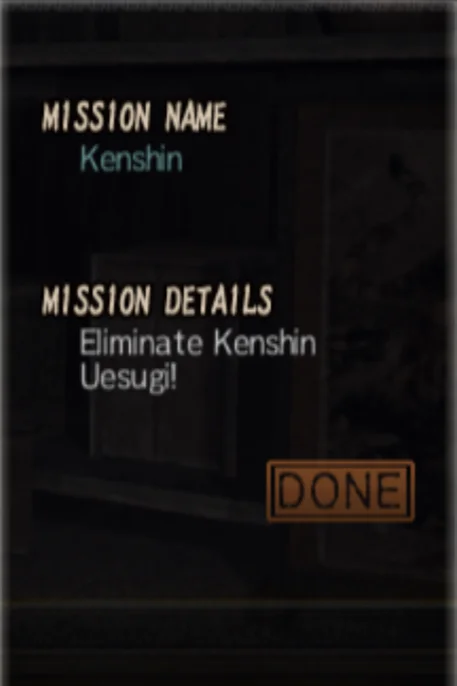 MISSION NAME
Kenshin
MISSION DETAILS
Eliminate Kenshin
Uesugi!
DONE